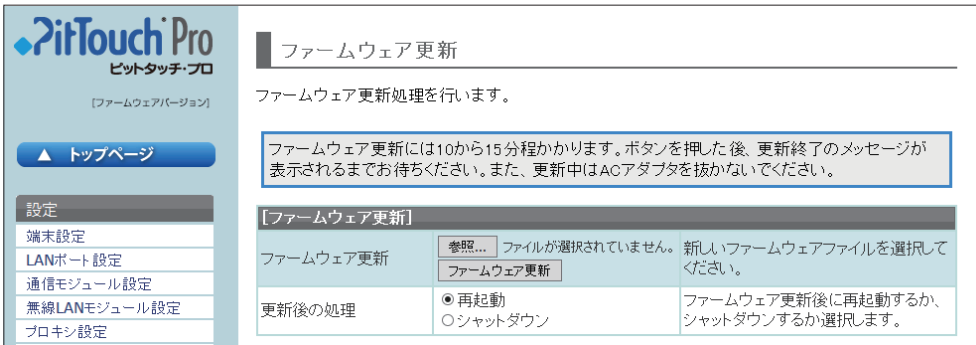 PitTouch Pro
ピットタッチ・プロ
[ファームウェアバージョン]
▲ トップページ
設定
端末設定
LANポート設定
通信モジュール設定
無線LANモジュール設定
プロキシ設定
ファームウェア更新
ファームウェア更新処理を行います。
ファームウェア更新には10から15分程かかります。ボタンを押した後、更新終了のメッセージが
表示されるまでお待ちください。また、更新中はACアダプタを抜かないでください。
[ファームウェア更新]
ファームウェア更新
参照... ファイルが選択されていません。
ファームウェア更新
新しいファームウェアファイルを選択して
ください。
更新後の処理
再起動
シャットダウン
ファームウェア更新後に再起動するか、
シャットダウンするか選択します。